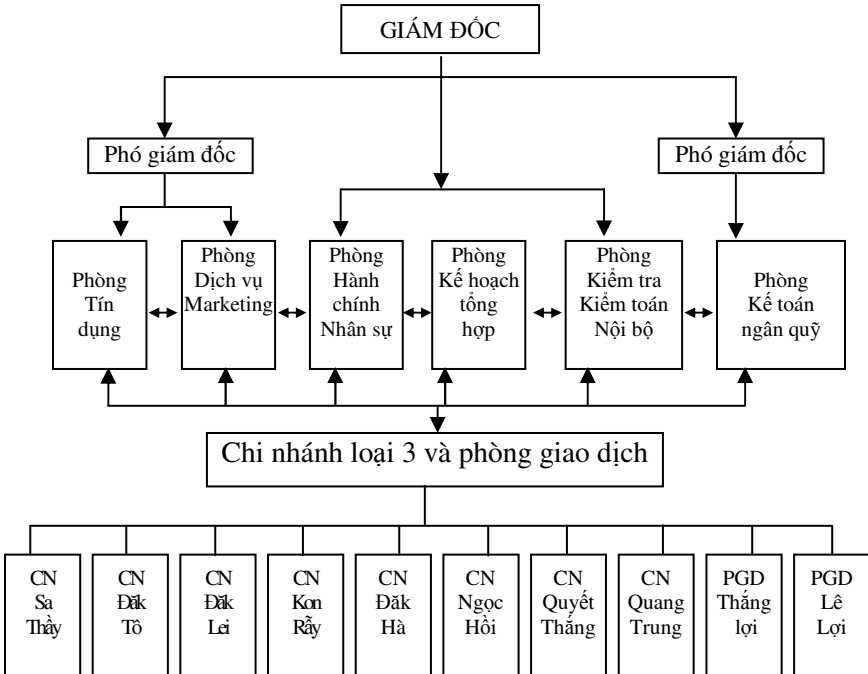 GIÁM ĐỐC
Phó giám đốc
Phó giám đốc
Phòng
Tín
dụng
Phòng
Dịch vụ
Marketing
Phòng
Hành
chính
Nhân sự
Phòng
Kế hoạch
tổng
hợp
Phòng
Kiểm tra
Kiểm toán
Nội bộ
Phòng
Kế toán
ngân quỹ
Chi nhánh loại 3 và phòng giao dịch
CN
Sa
Thầy
CN
Đăk
Tô
CN
Đăk
Lei
CN
Kon
Rẫy
CN
Đăk
Hà
CN
Ngọc
Hồi
CN
Quyết
Thắng
CN
Quang
Trung
PGD
Thắng
lợi
PGD
Lê
Lợi